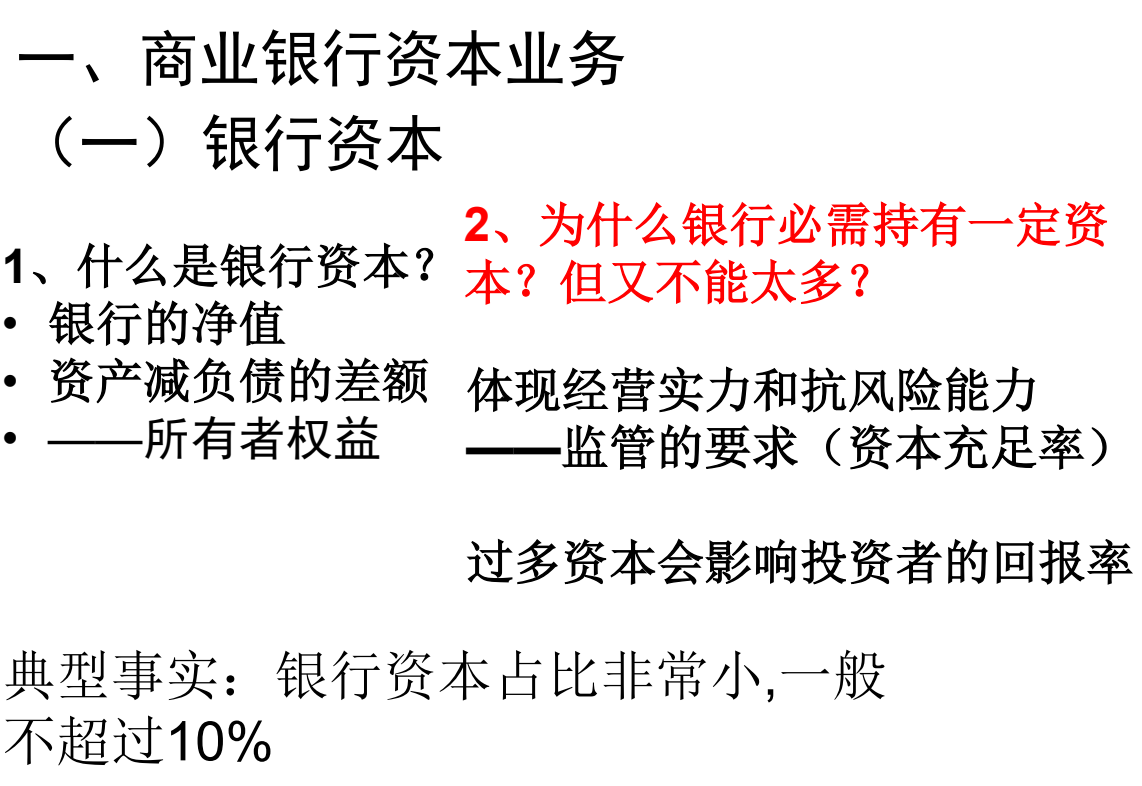 一、商业银行资本业务
（一）银行资本
1、什么是银行资本？
• 银行的净值
• 资产减负债的差额
• ——所有者权益
2、为什么银行必需持有一定资
本？但又不能太多？
体现经营实力和抗风险能力
——监管的要求（资本充足率）
过多资本会影响投资者的回报率
典型事实：银行资本占比非常小,一般
不超过10%